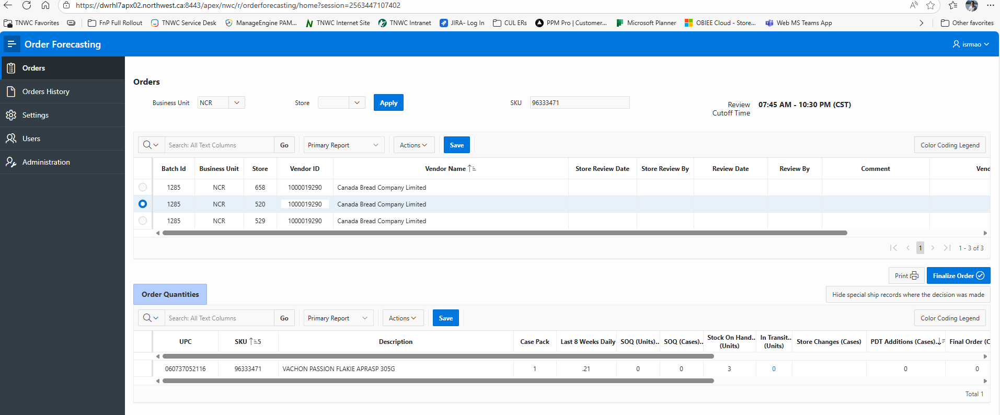 https://dwrhl7apx02.northwest.ca:8443/apex/nwc/r/orderforecasting/home?session=2563447107402
TNWC Favorites FnP Full Rollout TNWC Service Desk ManageEngine PAM... TNWC Internet Site TNWC Intranet JIRA- Log In CUL ERs PPM Pro | Customer... Microsoft Planner OBIEE Cloud - Store... Web MS Teams App Other favorites
Order Forecasting isrmao
Orders
Orders History
Settings
Users
Administration
Orders
Business Unit NCR Store Apply SKU 96333471 Review Cutoff Time 07:45 AM - 10:30 PM (CST)
Search: All Text Columns Go Primary Report Actions Save Color Coding Legend
Batch Id Business Unit Store Vendor ID Vendor Name Store Review Date Store Review By Review Date Review By Comment Vend
1285 NCR 658 1000019290 Canada Bread Company Limited
1285 NCR 520 1000019290 Canada Bread Company Limited
1285 NCR 529 1000019290 Canada Bread Company Limited
1 1 - 3 of 3
Print Finalize Order
Order Quantities Hide special ship records where the decision was made
Search: All Text Columns Go Primary Report Actions Save Color Coding Legend
UPC SKU 5 Description Case Pack Last 8 Weeks Daily SOQ (Units).. SOQ (Cases).. Stock On Hand.. (Units) In Transit.. (Units) Store Changes (Cases) PDT Additions (Cases).. Final Order (C
060737052116 96333471 VACHON PASSION FLAKIE APRASP 305G 1 .21 0 0 3 0 0 0
Total 1